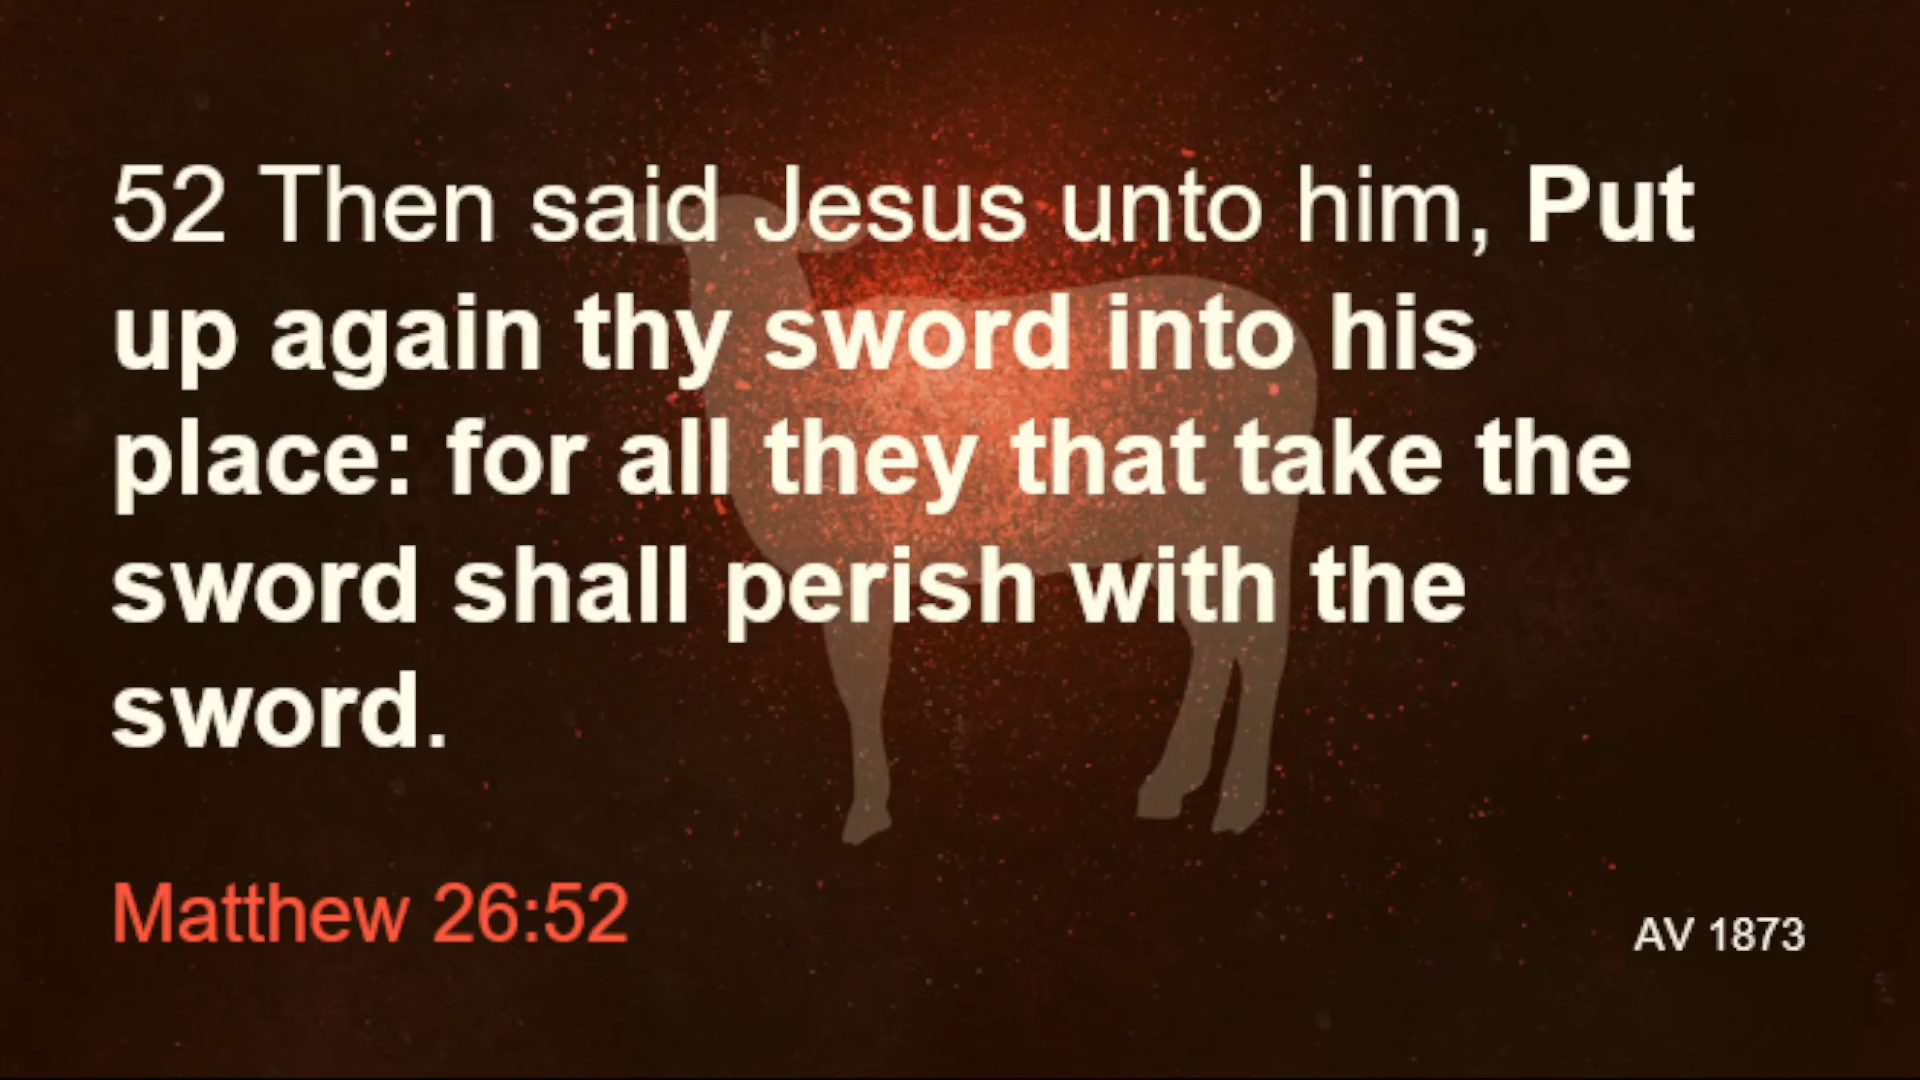 52 Then said Jesus unto him, Put
up again thy sword into his
place: for all they that take the
sword shall perish with the
sword.
Matthew 26:52
AV 1873